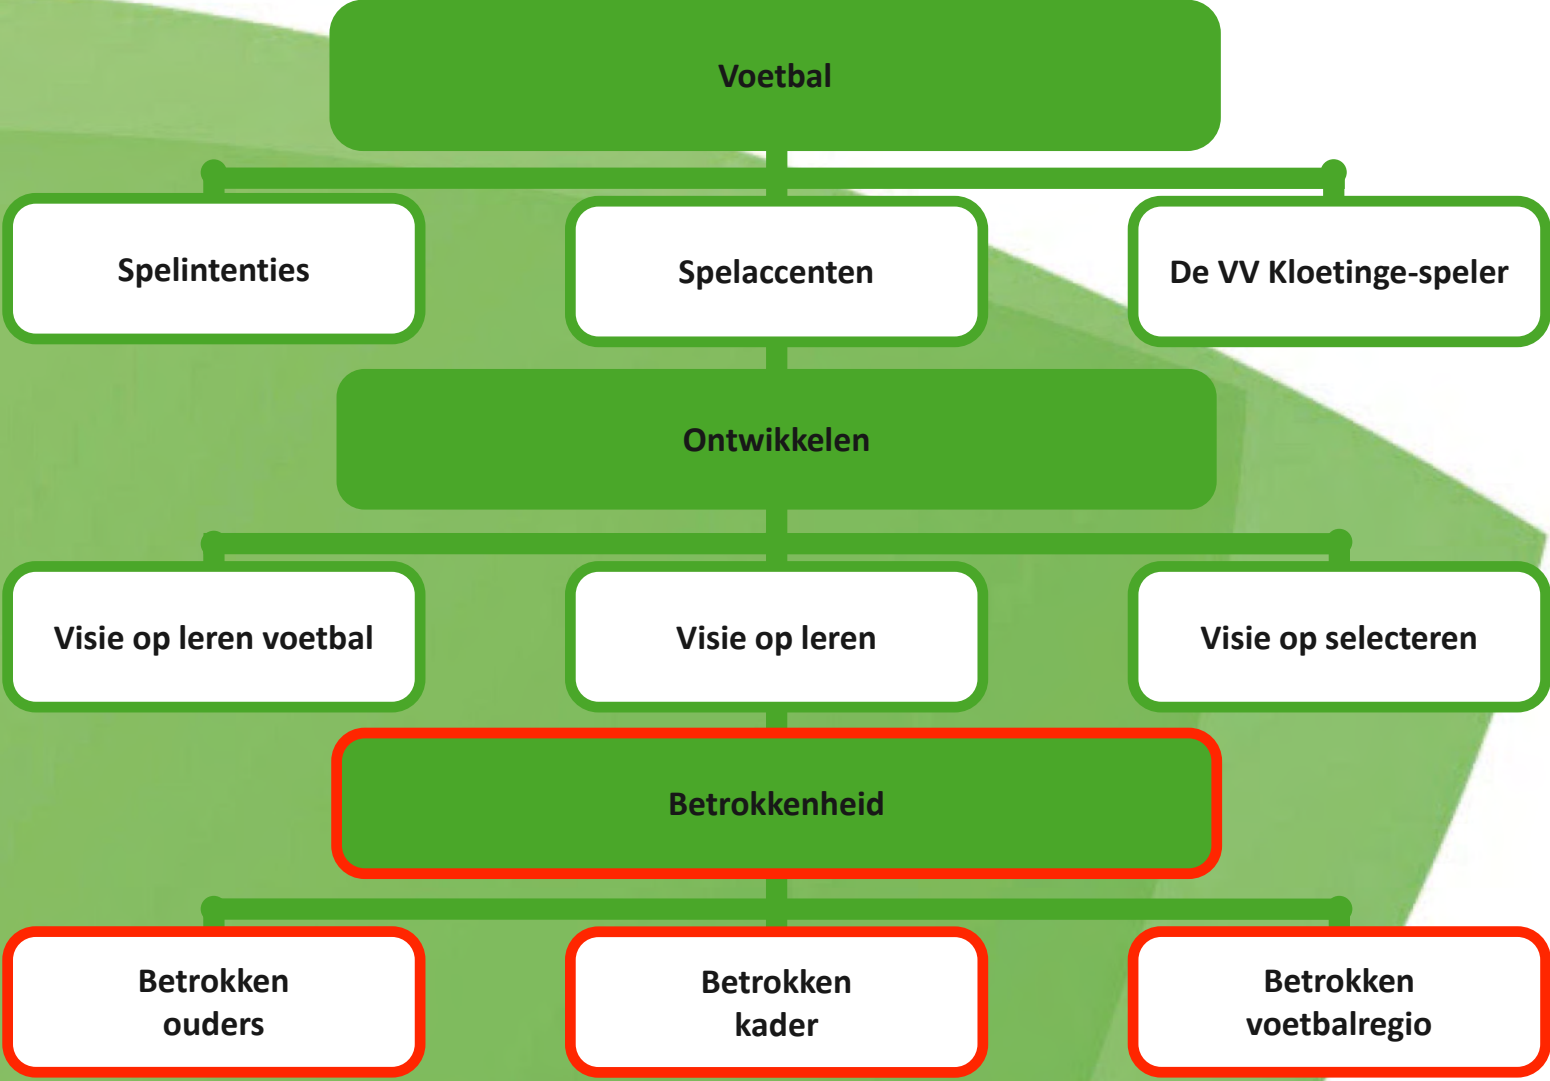 Voetbal
Spelintenties
Spelaccenten
De VV Kloetinge-speler
Ontwikkelen
Visie op leren voetbal
Visie op leren
Visie op selecteren
Betrokkenheid
Betrokken
ouders
Betrokken
kader
Betrokken
voetbalregio